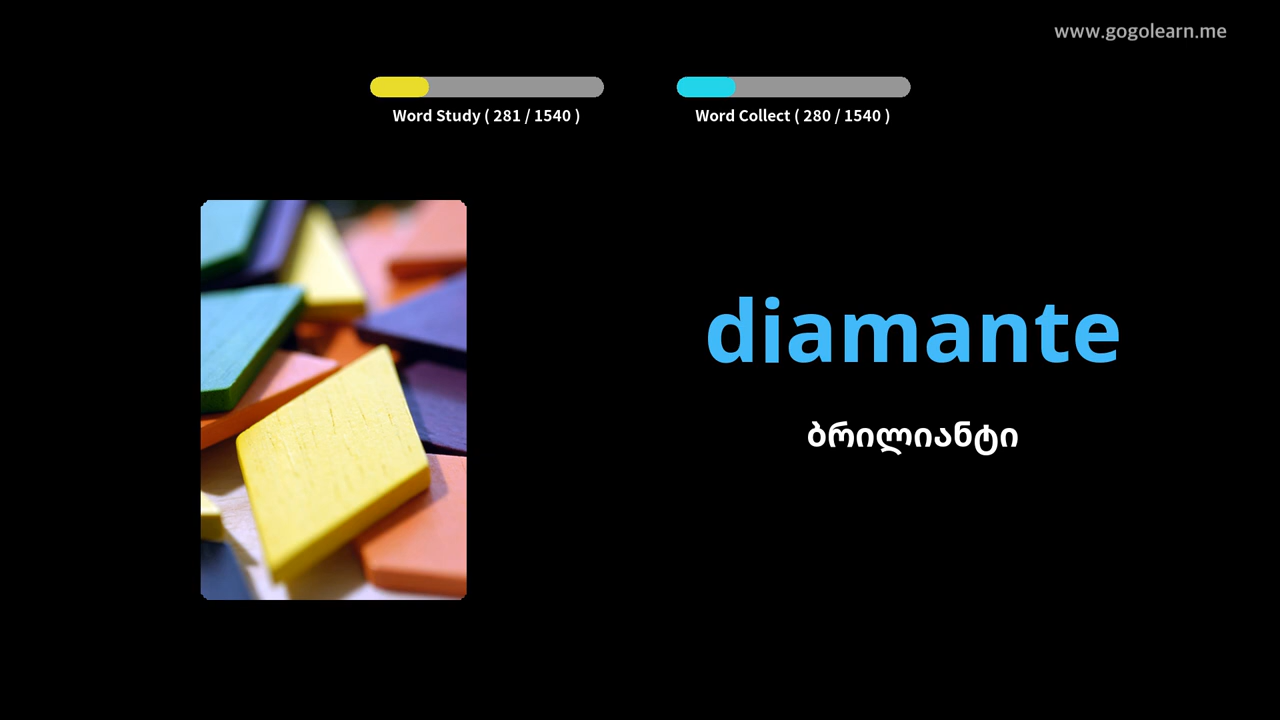 www.gogolearn.me
Word Study ( 281 / 1540 )
Word Collect ( 280 / 1540 )
diamante
ბრილიანტი